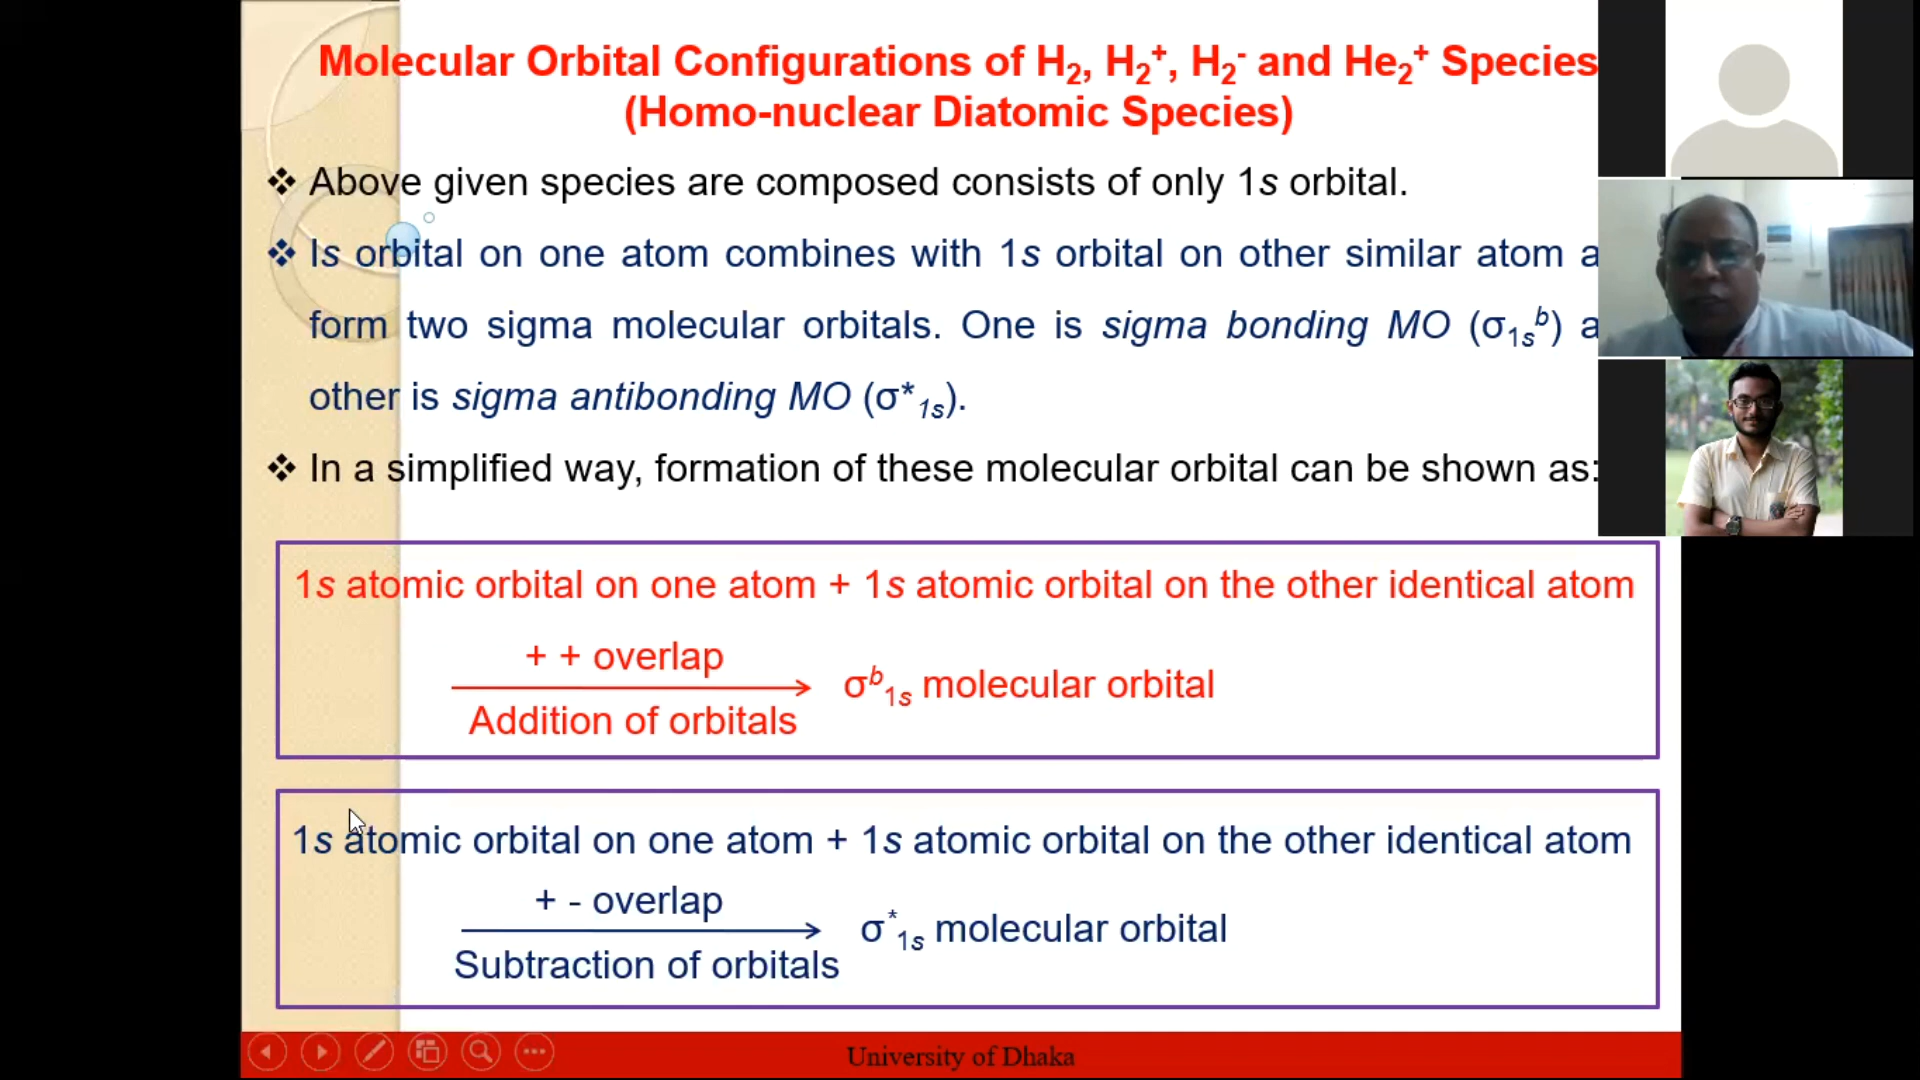 Molecular Orbital Configurations of H₂, H₂⁺, H₂⁻ and He₂⁺ Species
(Homo-nuclear Diatomic Species)
❖ Above given species are composed consists of only 1s orbital.
❖ Is orbital on one atom combines with 1s orbital on other similar atom a
form two sigma molecular orbitals. One is sigma bonding MO (σ₁ₛᵇ) a
other is sigma antibonding MO (σ*₁ₛ).
❖ In a simplified way, formation of these molecular orbital can be shown as:
1s atomic orbital on one atom + 1s atomic orbital on the other identical atom
+ + overlap
σᵇ₁ₛ molecular orbital
Addition of orbitals
1s atomic orbital on one atom + 1s atomic orbital on the other identical atom
+ - overlap
σ*₁ₛ molecular orbital
Subtraction of orbitals
University of Dhaka